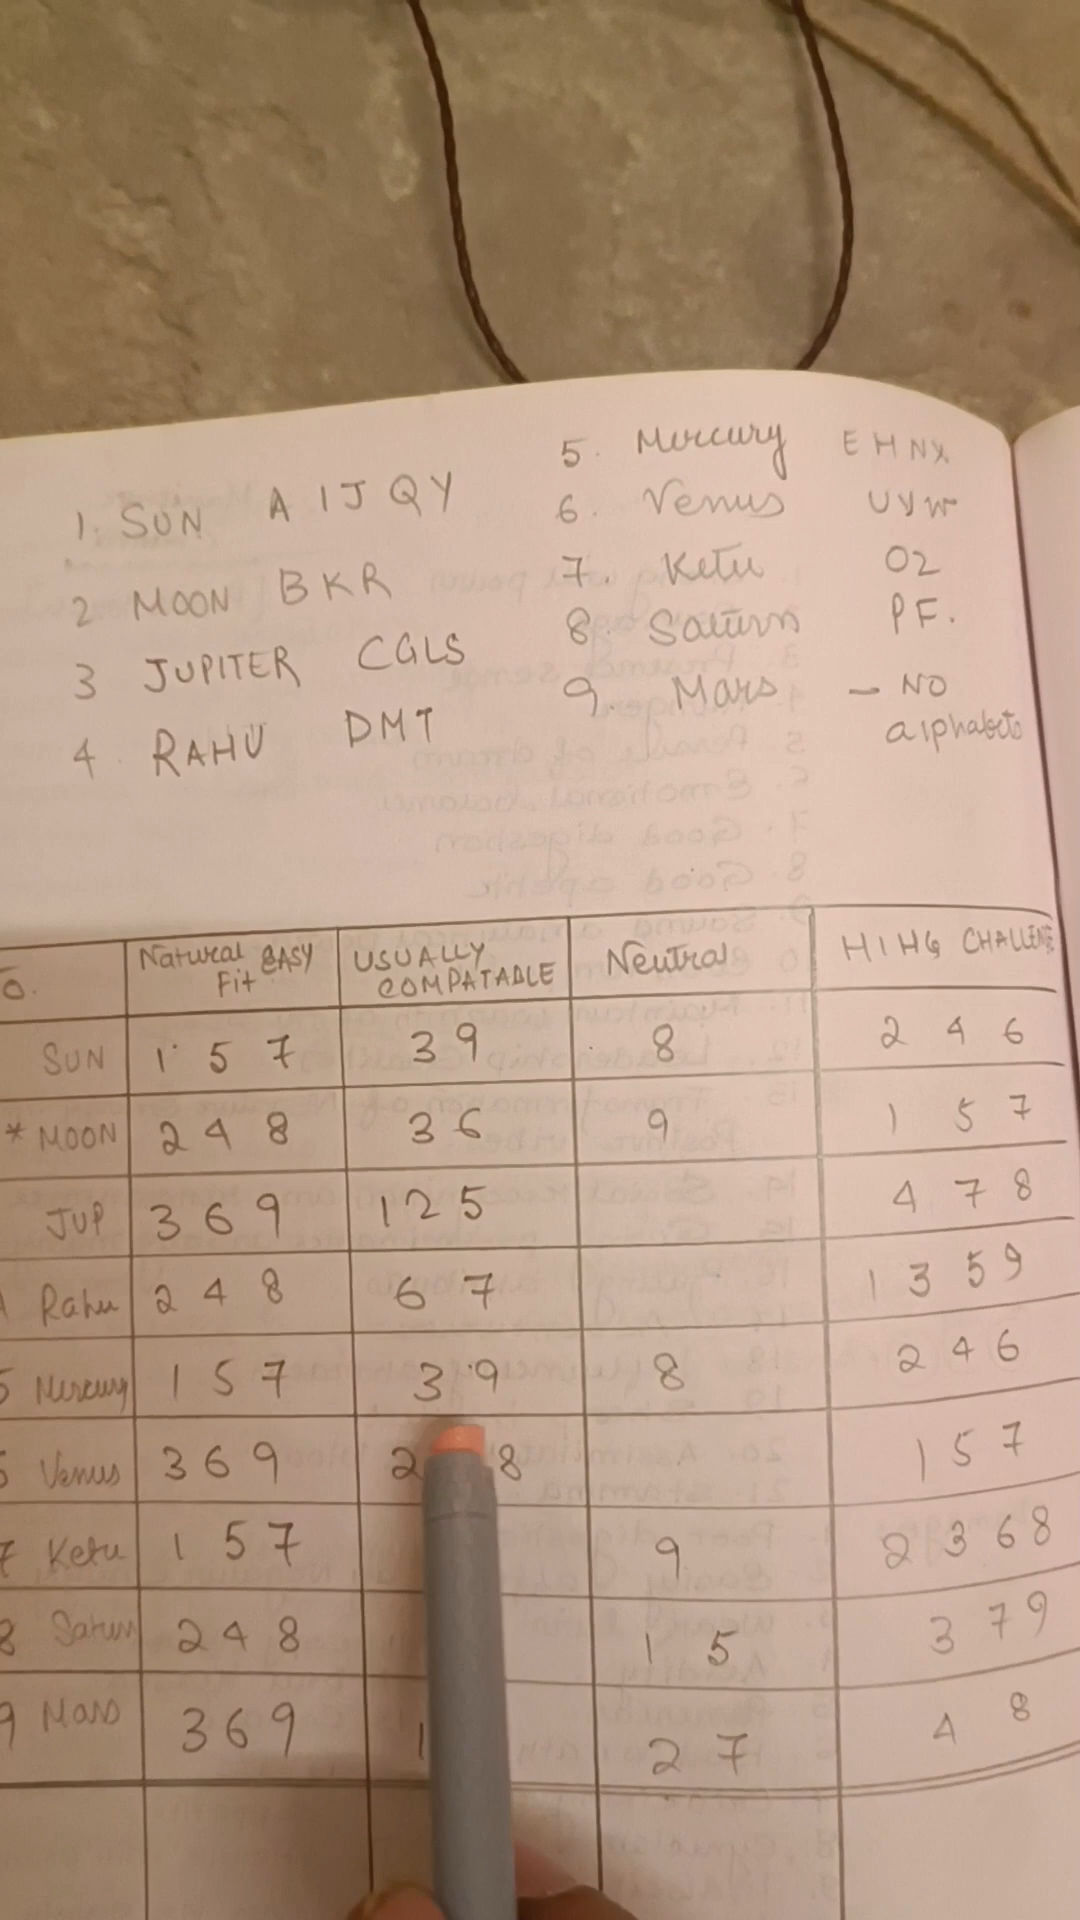 1. SUN A I J Q Y
2 MOON B K R
3 JUPITER C G L S
4. RAHU D M T
5. Mercury E H N X
6. Venus U V W
7. Ketu O Z
8. Saturn P F.
9. Mars – NO
alphabets
O. Natural EASY Fit USUALLY COMPATABLE Neutral HIHG CHALLENE
SUN 1 5 7 3 9 8 2 4 6
* MOON 2 4 8 3 6 9 1 5 7
JUP 3 6 9 1 2 5 4 7 8
Rahu 2 4 8 6 7 1 3 5 9
5 Mercury 1 5 7 3 9 8 2 4 6
Venus 3 6 9 2 8 1 5 7
7 Ketu 1 5 7 9 2 3 6 8
8 Saturn 2 4 8 1 5 3 7 9
9 Mars 3 6 9 1 2 7 4 8